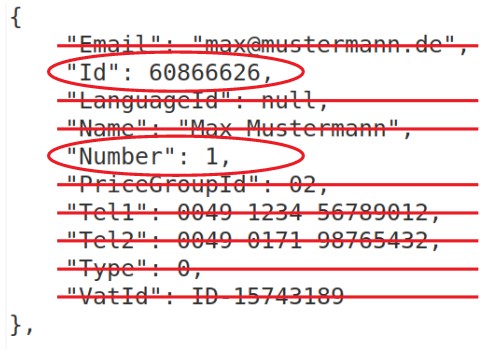 {
"Email": "max@mustermann.de",
"Id": 60866626,
"LanguageId": null,
"Name": "Max Mustermann",
"Number": 1,
"PriceGroupId": 02,
"Tel1": 0049 1234 56789012,
"Tel2": 0049 0171 98765432,
"Type": 0,
"VatId": ID-15743189
},